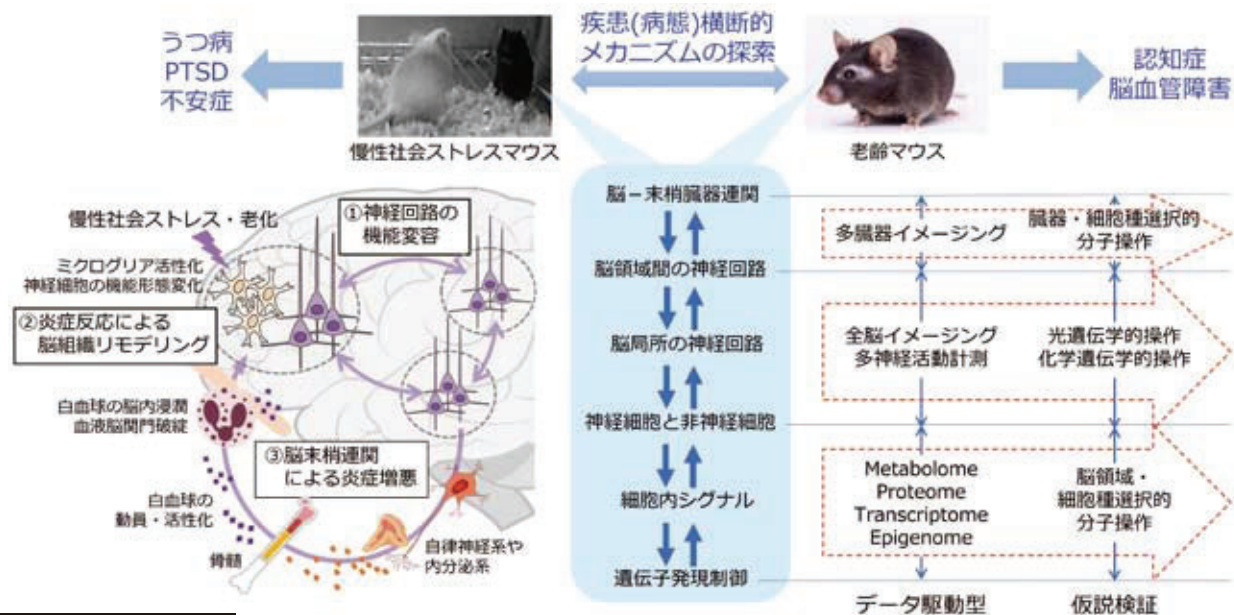 うつ病
PTSD
不安症
疾患(病態)横断的
メカニズムの探索
認知症
脳血管障害
慢性社会ストレスマウス
老齢マウス
慢性社会ストレス・老化
①神経回路の
機能変容
ミクログリア活性化
神経細胞の機能形態変化
②炎症反応による
脳組織リモデリング
白血球の脳内浸潤
血液脳関門破綻
③脳末梢連関
による炎症増悪
白血球の
動員・活性化
骨髄
自律神経系や
内分泌系
脳－末梢臓器連関
脳領域間の神経回路
脳局所の神経回路
神経細胞と非神経細胞
細胞内シグナル
遺伝子発現制御
多臓器イメージング
臓器・細胞種選択的
分子操作
全脳イメージング
多神経活動計測
光遺伝学的操作
化学遺伝学的操作
Metabolome
Proteome
Transcriptome
Epigenome
脳領域・
細胞種選択的
分子操作
データ駆動型
仮説検証